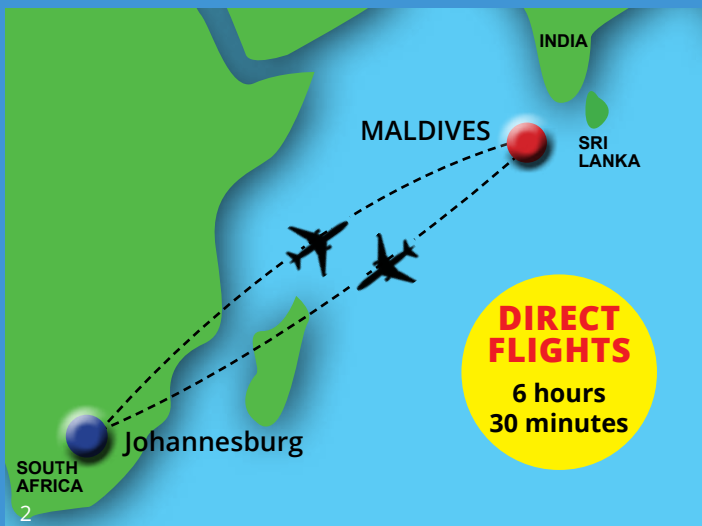 INDIA
MALDIVES
SRI
LANKA
DIRECT
FLIGHTS
6 hours
30 minutes
Johannesburg
SOUTH
AFRICA
2